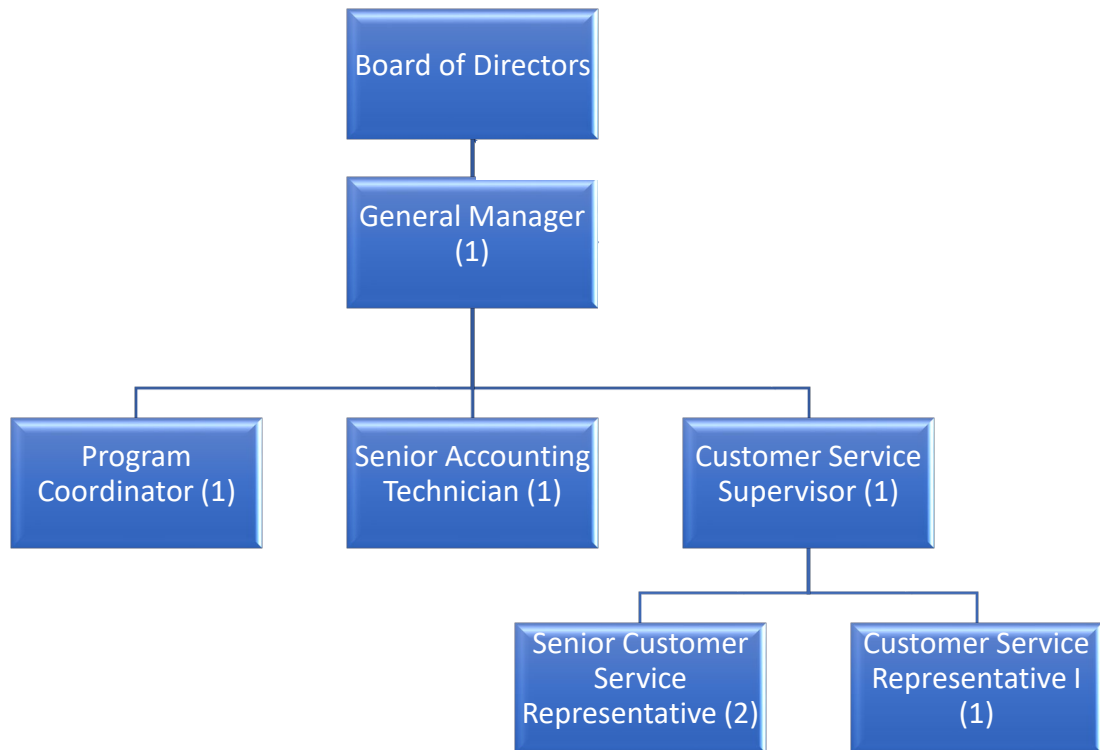 Board of Directors
General Manager
(1)
Program
Coordinator (1)
Senior Accounting
Technician (1)
Customer Service
Supervisor (1)
Senior Customer
Service
Representative (2)
Customer Service
Representative I
(1)